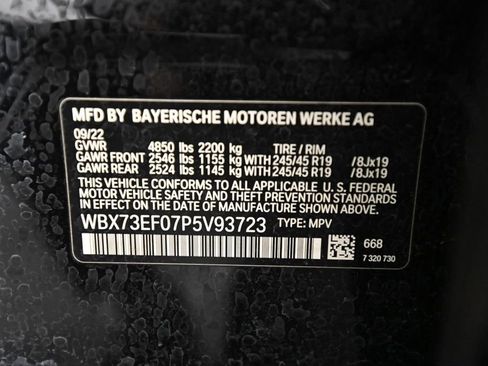 MFD BY BAYERISCHE MOTOREN WERKE AG
09/22
GVWR 4850 lbs 2200 kg TIRE / RIM
GAWR FRONT 2546 lbs 1155 kg WITH 245/45 R19 /8Jx19
GAWR REAR 2524 lbs 1145 kg WITH 245/45 R19 /8Jx19
THIS VEHICLE CONFORMS TO ALL APPLICABLE U. S. FEDERAL
MOTOR VEHICLE SAFETY AND THEFT PREVENTION STANDARDS
IN EFFECT ON THE DATE OF MANUFACTURE SHOWN ABOVE.
WBX73EF07P5V93723 TYPE: MPV
668
7 320 730